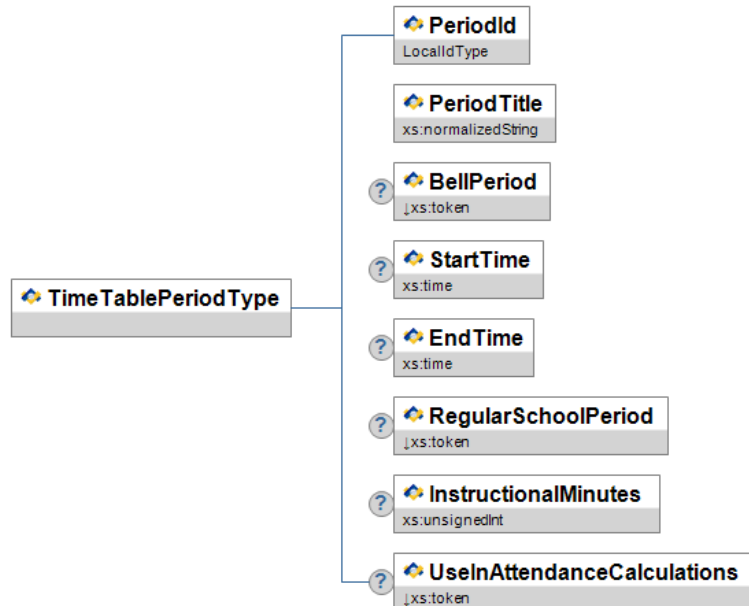 PeriodId
LocalIdType
PeriodTitle
xs:normalizedString
?
BellPeriod
↓xs:token
?
StartTime
xs:time
TimeTablePeriodType
?
EndTime
xs:time
?
RegularSchoolPeriod
↓xs:token
?
InstructionalMinutes
xs:unsignedInt
?
UseInAttendanceCalculations
↓xs:token